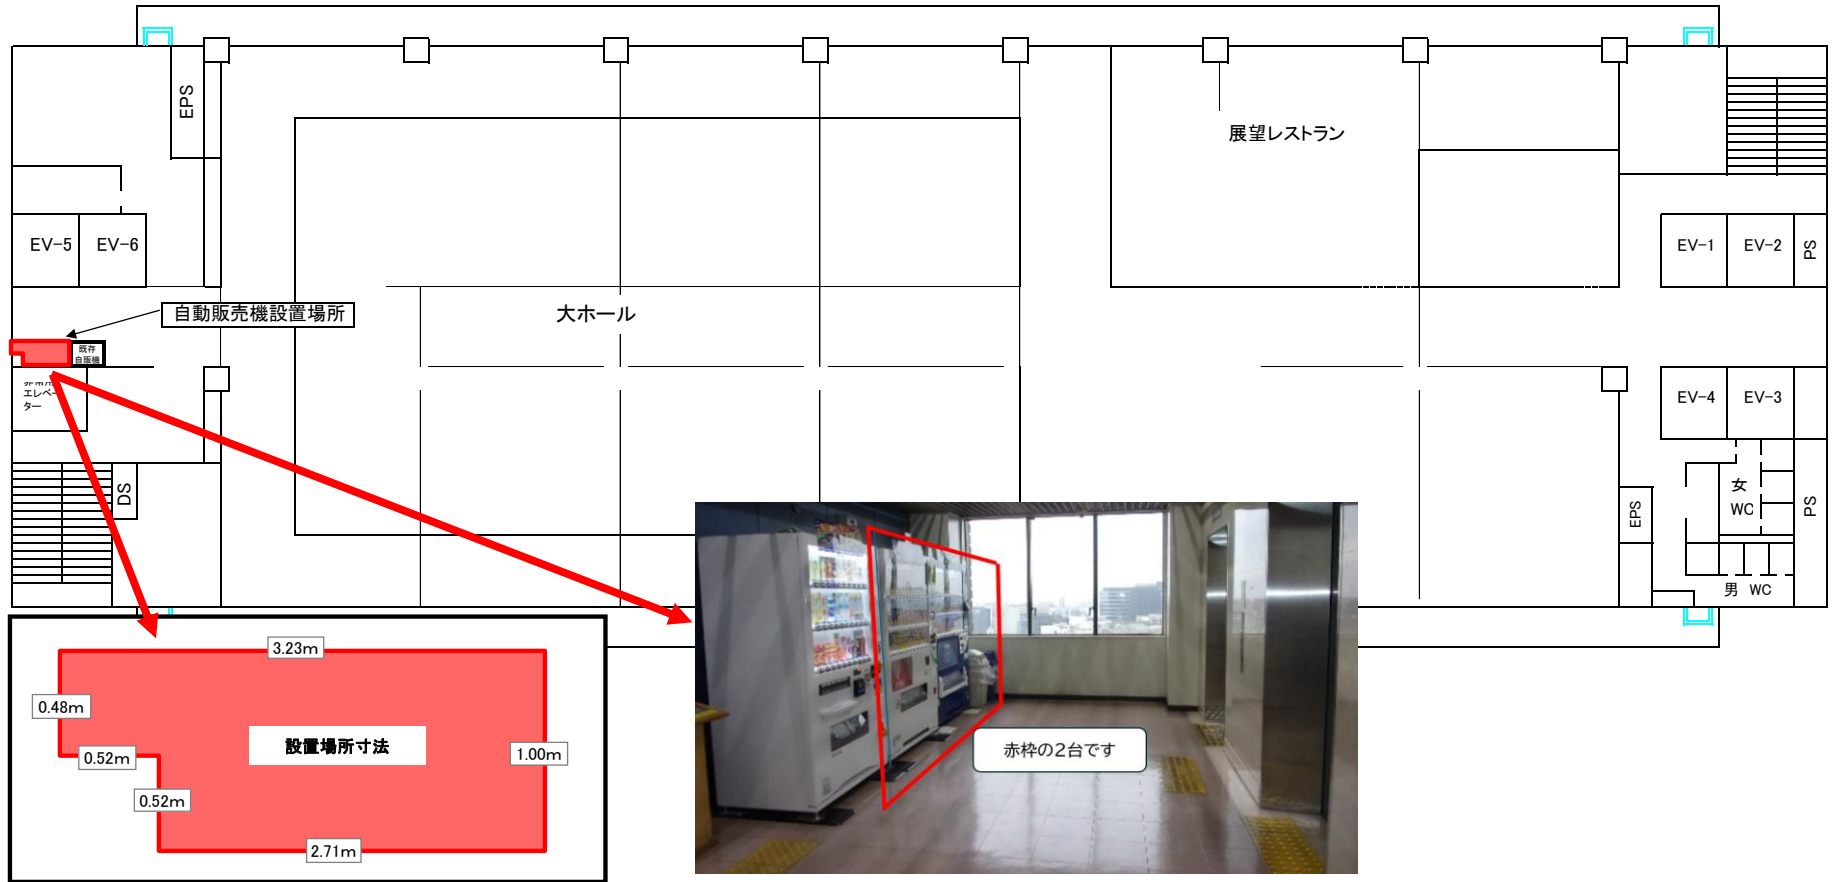 EPS
展望レストラン
EV-5
EV-6
EV-1
EV-2
PS
自動販売機設置場所
大ホール
既存
自販機
非常用
エレベー
ター
EV-4
EV-3
DS
女
WC
EPS
PS
男 WC
3.23m
0.48m
設置場所寸法
0.52m
1.00m
0.52m
2.71m
赤枠の2台です